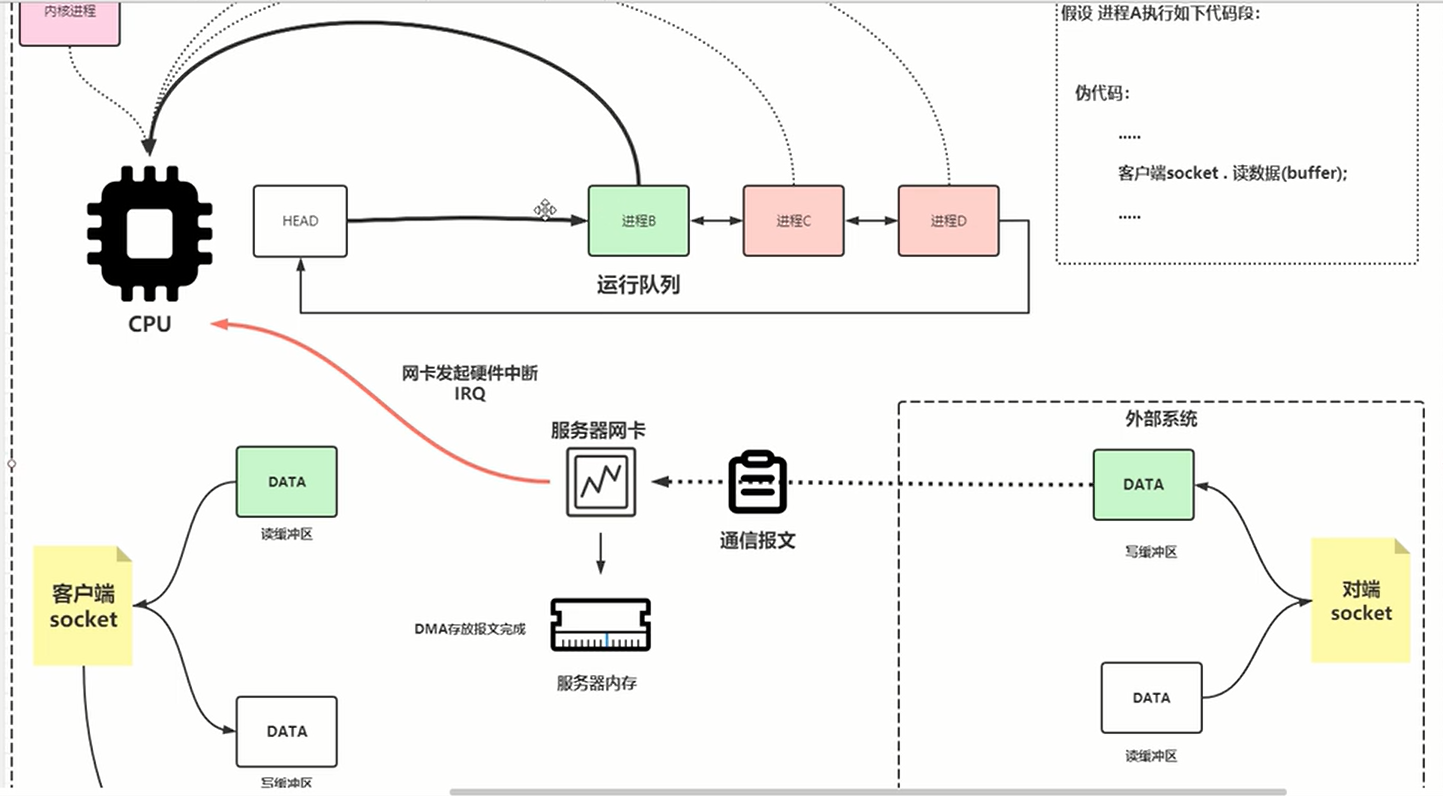 内核进程
假设 进程A执行如下代码段：
伪代码：
.....
客户端socket . 读数据(buffer);
.....
HEAD
进程B
进程C
进程D
运行队列
CPU
网卡发起硬件中断
IRQ
服务器网卡
外部系统
DATA
读缓冲区
通信报文
DATA
写缓冲区
客户端
socket
对端
socket
DMA存放报文完成
服务器内存
DATA
写缓冲区
DATA
读缓冲区